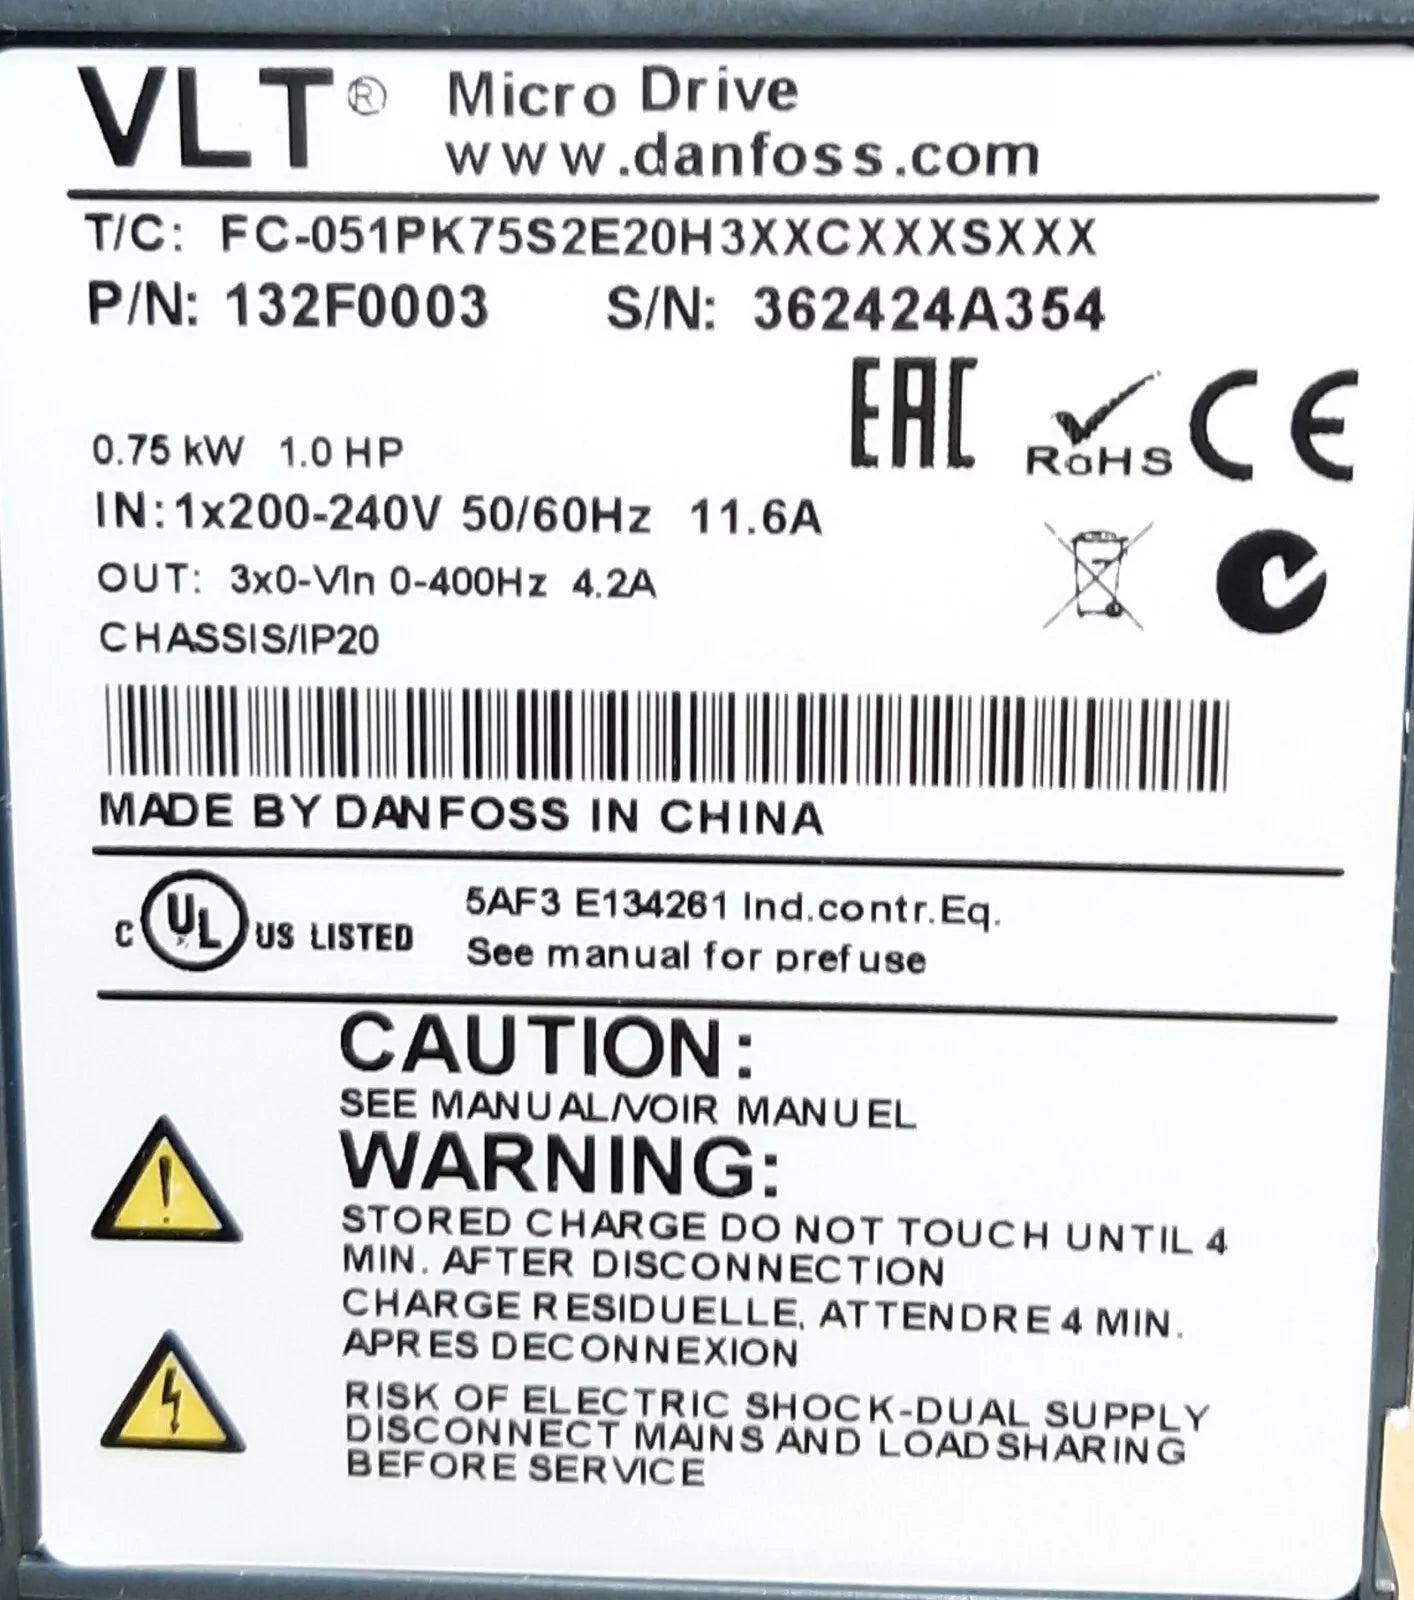 VLT® Micro Drive
www.danfoss.com
T/C: FC-051PK75S2E20H3XXCXXXSXXX
P/N: 132F0003 S/N: 362424A354
EAC
RoHS CE
0.75 kW 1.0 HP
IN:1x200-240V 50/60Hz 11.6A
OUT: 3x0-VIn 0-400Hz 4.2A
CHASSIS/IP20
MADE BY DANFOSS IN CHINA
C UL US LISTED
5AF3 E134261 Ind.contr.Eq.
See manual for prefuse
CAUTION:
SEE MANUAL/VOIR MANUEL
WARNING:
STORED CHARGE DO NOT TOUCH UNTIL 4
MIN. AFTER DISCONNECTION
CHARGE RESIDUELLE, ATTENDRE 4 MIN.
APRES DECONNEXION
RISK OF ELECTRIC SHOCK-DUAL SUPPLY
DISCONNECT MAINS AND LOADSHARING
BEFORE SERVICE